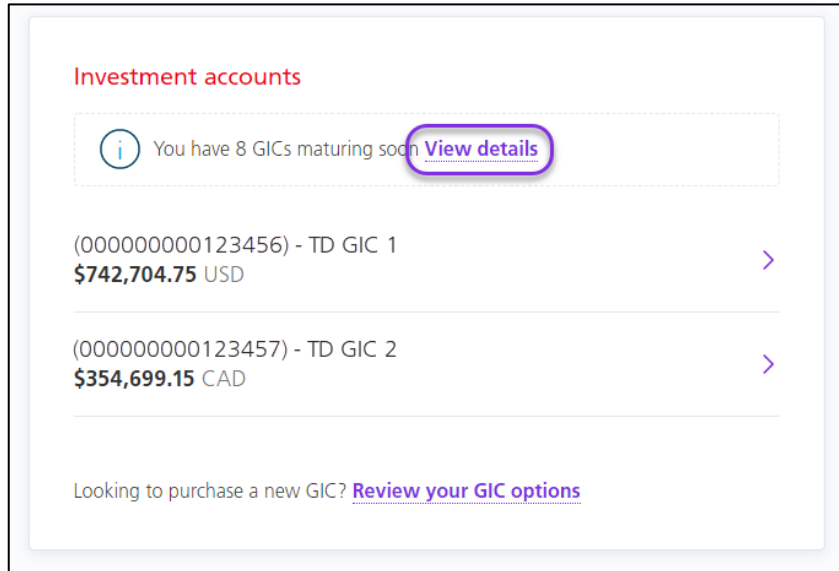 Investment accounts
You have 8 GICs maturing soon View details
(000000000123456) - TD GIC 1
$742,704.75 USD
(000000000123457) - TD GIC 2
$354,699.15 CAD
Looking to purchase a new GIC? Review your GIC options